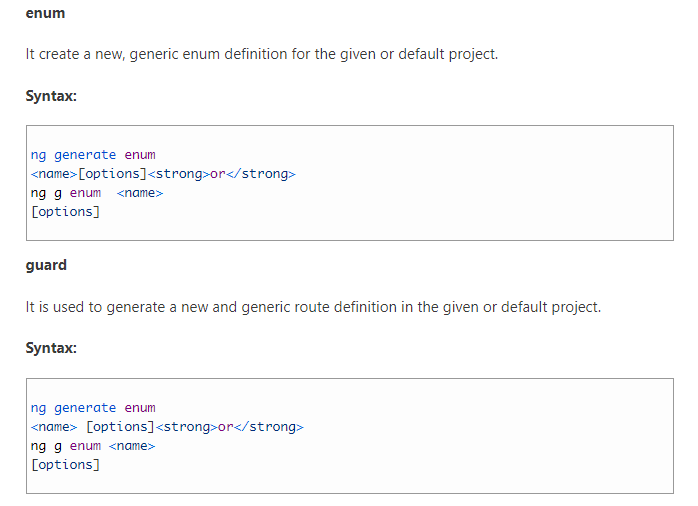 enum
It create a new, generic enum definition for the given or default project.
Syntax:
ng generate enum
<name>[options]<strong>or</strong>
ng g enum  <name>
[options]
guard
It is used to generate a new and generic route definition in the given or default project.
Syntax:
ng generate enum
<name> [options]<strong>or</strong>
ng g enum <name>
[options]